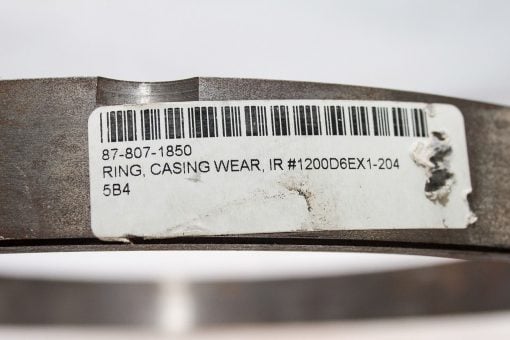 87-807-1850
RING, CASING WEAR, IR #1200D6EX1-204
5B4